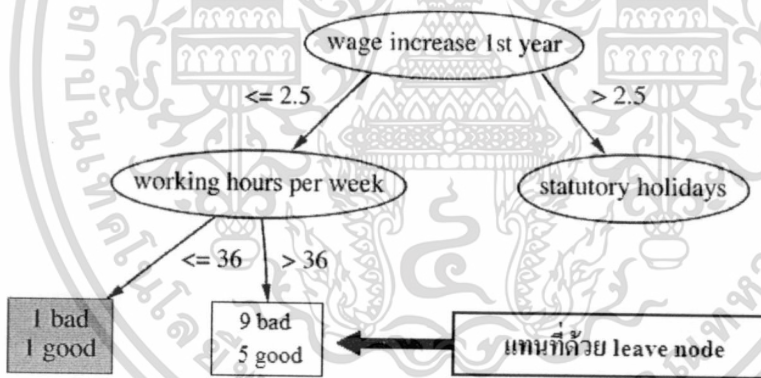 wage increase 1st year
<= 2.5
> 2.5
working hours per week
statutory holidays
<= 36
> 36
1 bad
1 good
9 bad
5 good
แทนที่ด้วย leave node